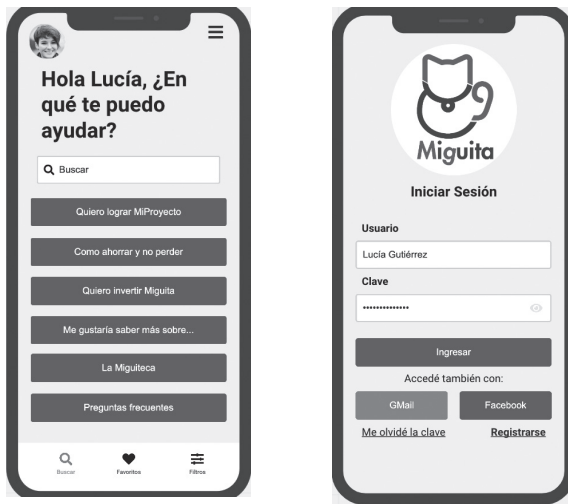 Hola Lucía, ¿En
qué te puedo
ayudar?
Buscar
Quiero lograr MiProyecto
Como ahorrar y no perder
Quiero invertir Miguita
Me gustaría saber más sobre...
La Miguiteca
Preguntas frecuentes
Buscar
Favoritos
Filtros
Miguita
Iniciar Sesión
Usuario
Lucía Gutiérrez
Clave
••••••••••••••
Ingresar
Accedé también con:
GMail
Facebook
Me olvidé la clave
Registrarse